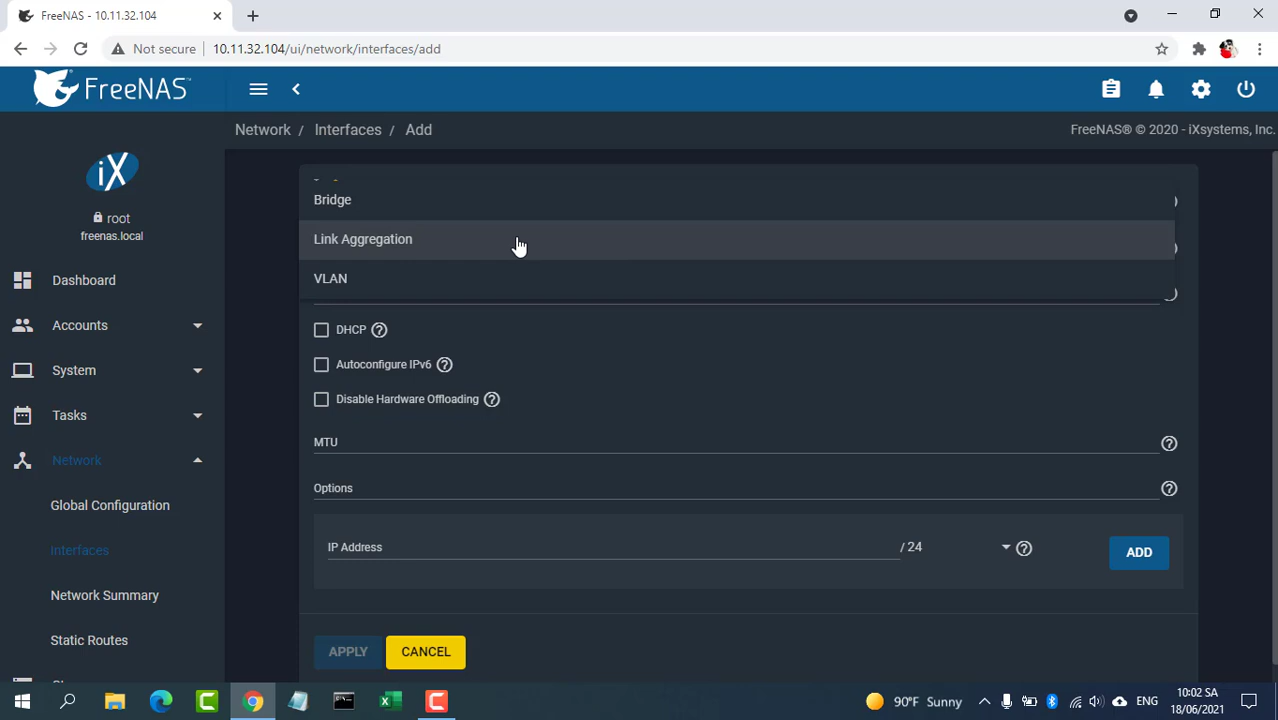 FreeNAS - 10.11.32.104
Not secure
10.11.32.104/ui/network/interfaces/add
FreeNAS™
Network / Interfaces / Add
FreeNAS® © 2020 - iXsystems, Inc.
iX
root
freenas.local
Dashboard
Accounts
System
Tasks
Network
Global Configuration
Interfaces
Network Summary
Static Routes
Bridge
Link Aggregation
VLAN
DHCP
Autoconfigure IPv6
Disable Hardware Offloading
MTU
Options
IP Address
/ 24
ADD
APPLY CANCEL
90°F Sunny
ENG
10:02 SA
18/06/2021